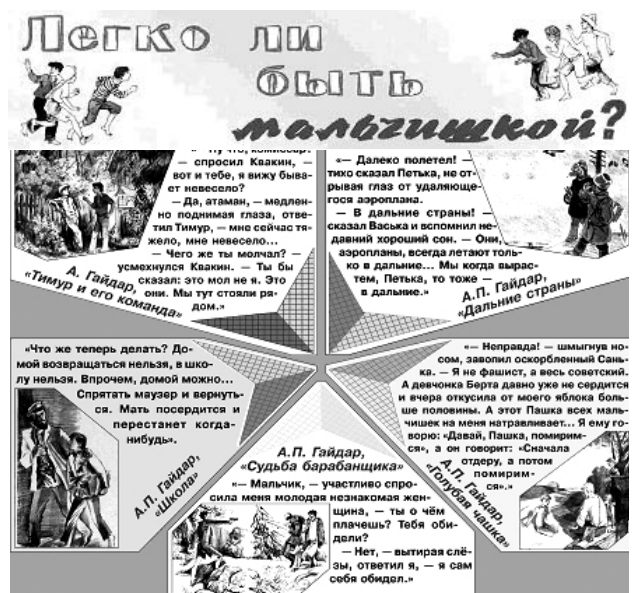 Легко ли
быть
мальчишкой?
— Ну что, комиссар?
— спросил Квакин, —
вот и тебе, я вижу быва-
ет невесело?
— Да, атаман, — медлен-
но поднимая глаза, отве-
тил Тимур, — мне сейчас тя-
жело, мне невесело...
— Чего же ты молчал? —
усмехнулся Квакин. — Ты бы
сказал: это мол не я. Это
они. Мы тут стояли ря-
дом.»
А. Гайдар,
«Тимур и его команда»
«— Далеко полетел! —
тихо сказал Петька, не от-
рывая глаз от удаляюще-
гося аэроплана.
— В дальние страны! —
сказал Васька и вспомнил не-
давний хороший сон. — Они,
аэропланы, всегда летают толь-
ко в дальние... Мы когда вырас-
тем, Петька, то тоже —
в дальние.»
А.П. Гайдар,
«Дальние страны»
«Что же теперь делать? До-
мой возвращаться нельзя, в шко-
лу нельзя. Впрочем, домой можно...
Спрятать маузер и вернуть-
ся. Мать посердится и
перестанет когда-
нибудь».
А.П. Гайдар,
«Школа»
«— Неправда! — шмыгнув но-
сом, завопил оскорбленный Сань-
ка. — Я не фашист, а весь советский.
А девчонка Берта давно уже не сердится
и вчера откусила от моего яблока боль-
ше половины. А этот Пашка всех маль-
чишек на меня натравливает... Я ему го-
ворю: «Давай, Пашка, помирим-
ся», а он говорит: «Сначала
отдеру, а потом
помирим-
ся».»
А.П. Гайдар,
«Голубая чашка»
А.П. Гайдар,
«Судьба барабанщика»
«— Мальчик, — участливо спро-
сила меня молодая незнакомая жен-
щина, — ты о чём
плачешь? Тебя оби-
дели?
— Нет, — вытирая слё-
зы, ответил я, — я сам
себя обидел.»